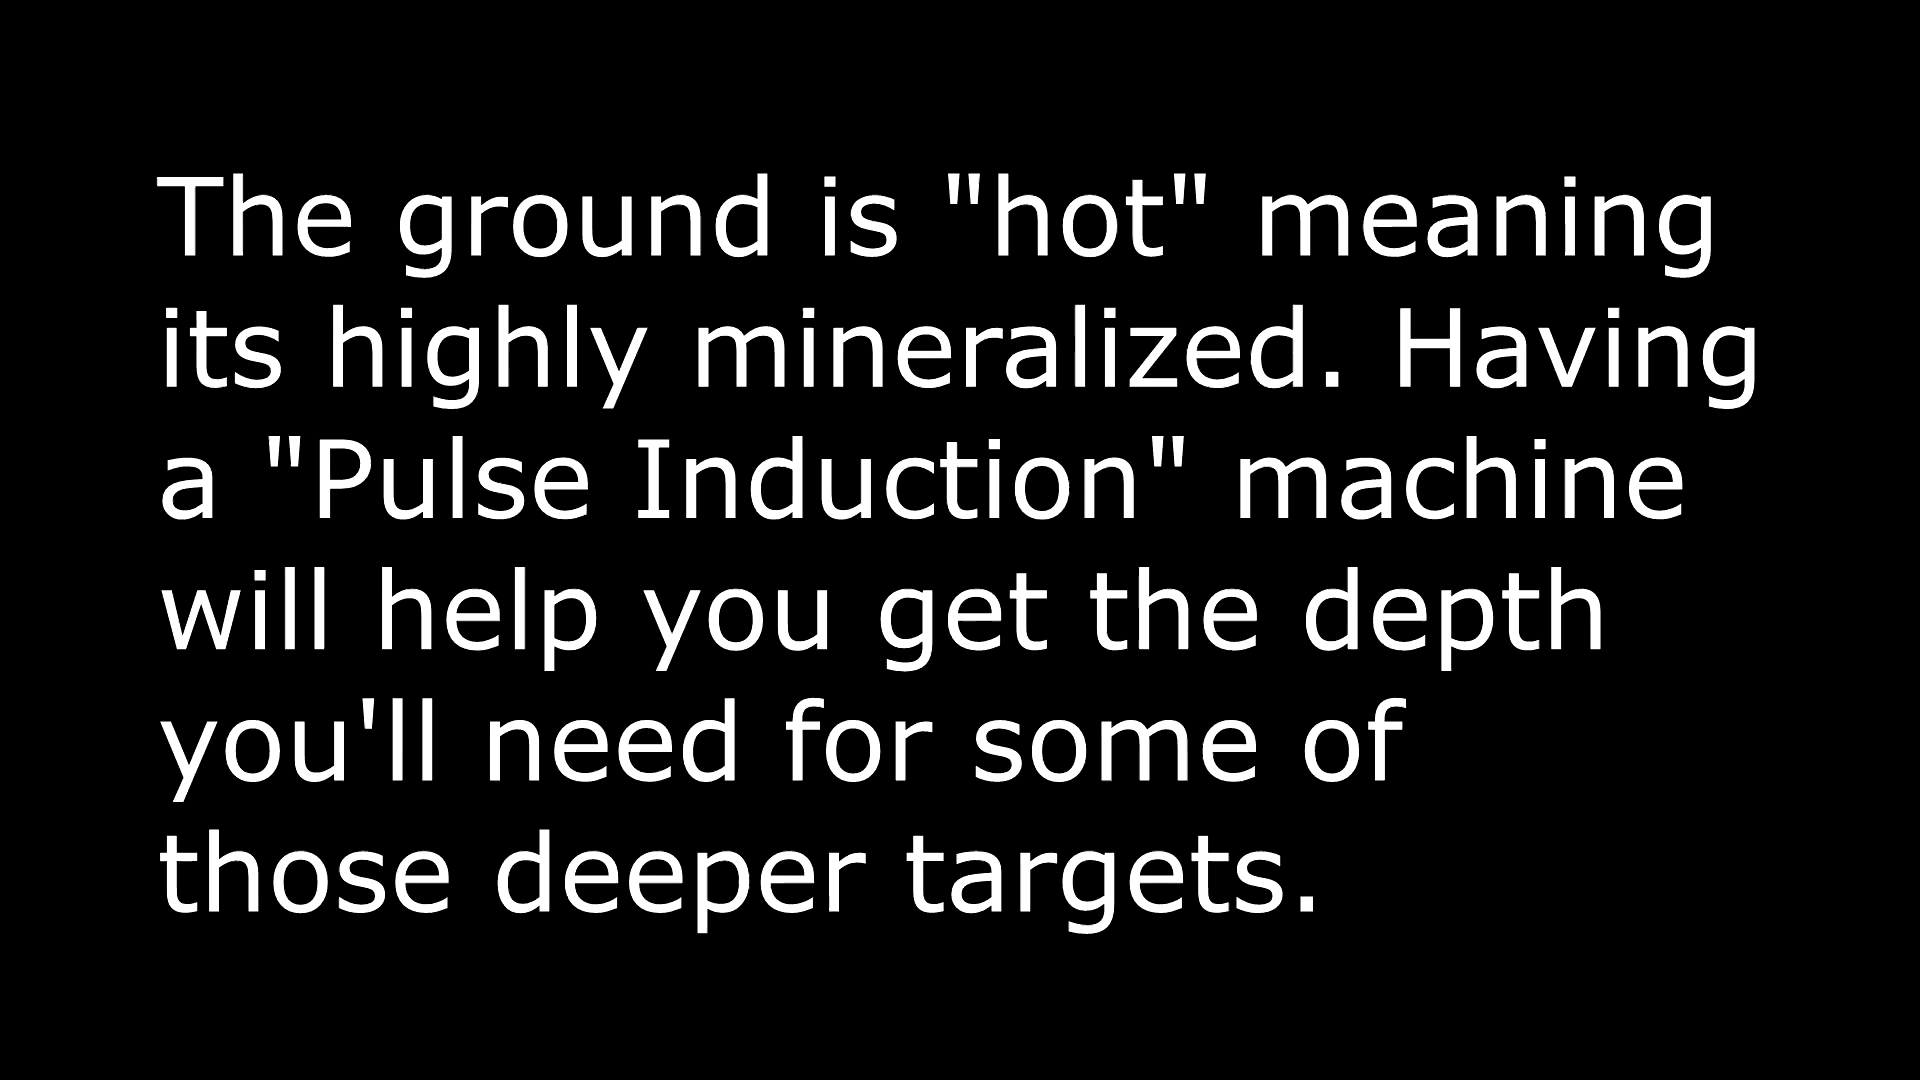 The ground is "hot" meaning
its highly mineralized. Having
a "Pulse Induction" machine
will help you get the depth
you'll need for some of
those deeper targets.